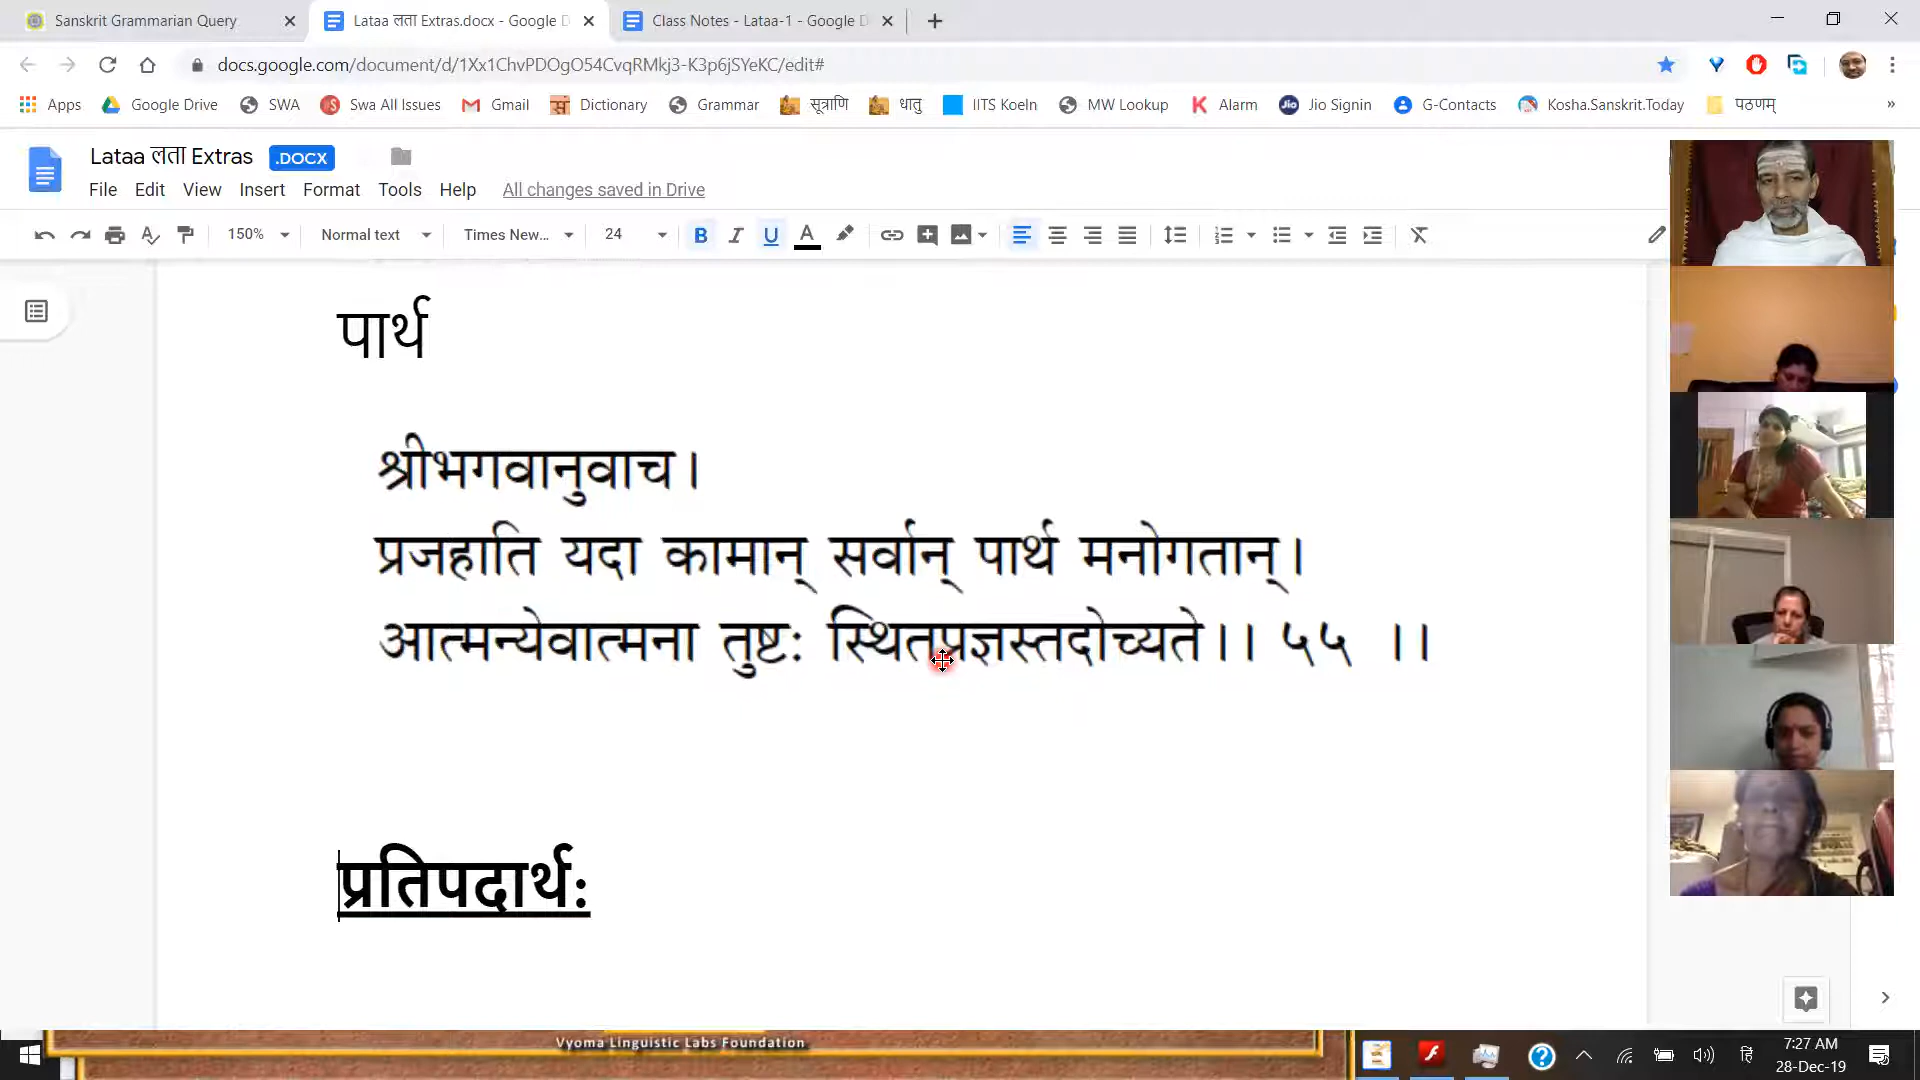 Sanskrit Grammarian Query
Lataa लता Extras.docx - Google D
Class Notes - Lataa-1 - Google D
docs.google.com/document/d/1Xx1ChvPDOgO54CvqRMkj3-K3p6jSYeKC/edit#
Apps Google Drive SWA Swa All Issues Gmail Dictionary Grammar सूत्राणि धातु IITS Koeln MW Lookup Alarm Jio Signin G-Contacts Kosha.Sanskrit.Today पठणम् »
Lataa लता Extras .DOCX
File Edit View Insert Format Tools Help All changes saved in Drive
150% Normal text Times New... 24 B I U A
पार्थ
श्रीभगवानुवाच।
प्रजहाति यदा कामान् सर्वान् पार्थ मनोगतान्।
आत्मन्येवात्मना तुष्टः स्थितप्रज्ञस्तदोच्यते।। ५५ ।।
प्रतिपदार्थः
Vyoma Linguistic Labs Foundation
हि
7:27 AM
28-Dec-19